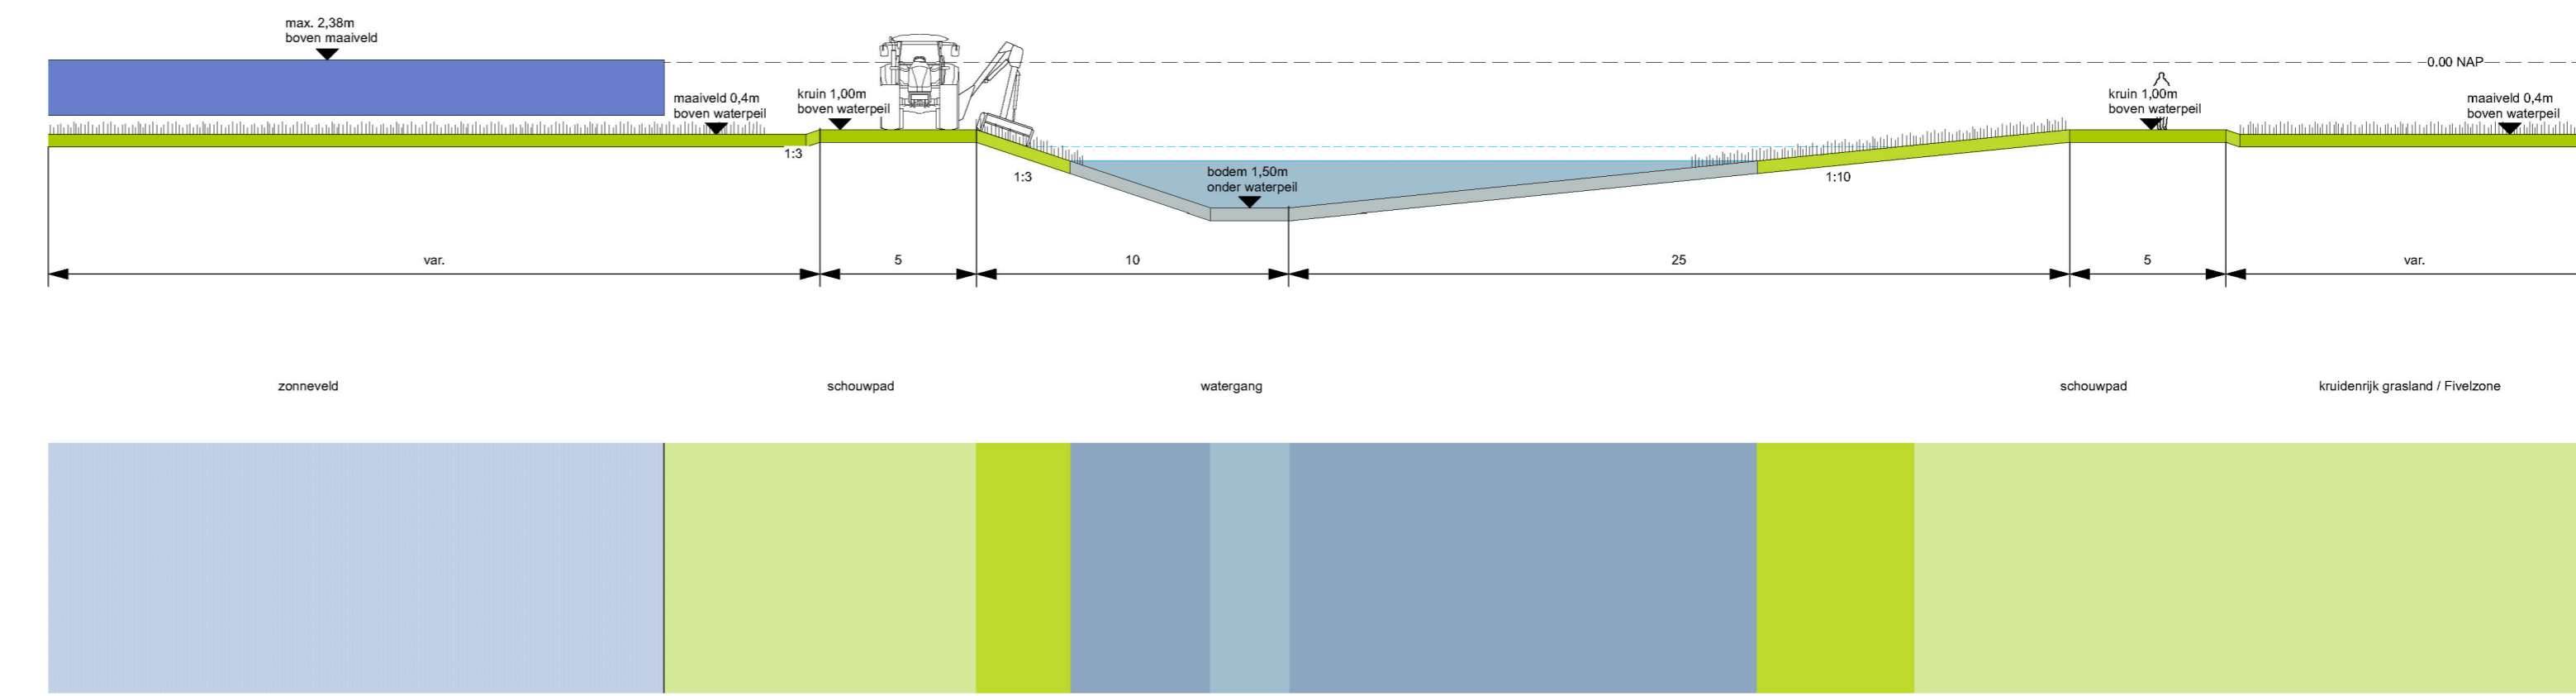 max. 2,38m
boven maaiveld
0.00 NAP
maaiveld 0,4m
boven waterpeil
kruin 1,00m
boven waterpeil
kruin 1,00m
boven waterpeil
maaiveld 0,4m
boven waterpeil
1:3
1:3
bodem 1,50m
onder waterpeil
1:10
var.
5
10
25
5
var.
zonneveld
schouwpad
watergang
schouwpad
kruidenrijk grasland / Fivelzone